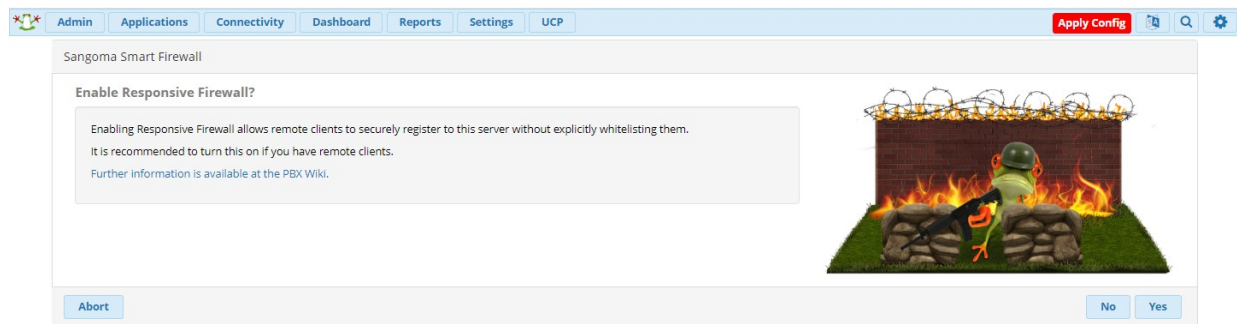 Admin Applications Connectivity Dashboard Reports Settings UCP Apply Config
Sangoma Smart Firewall
Enable Responsive Firewall?
Enabling Responsive Firewall allows remote clients to securely register to this server without explicitly whitelisting them.
It is recommended to turn this on if you have remote clients.
Further information is available at the PBX Wiki.
Abort No Yes